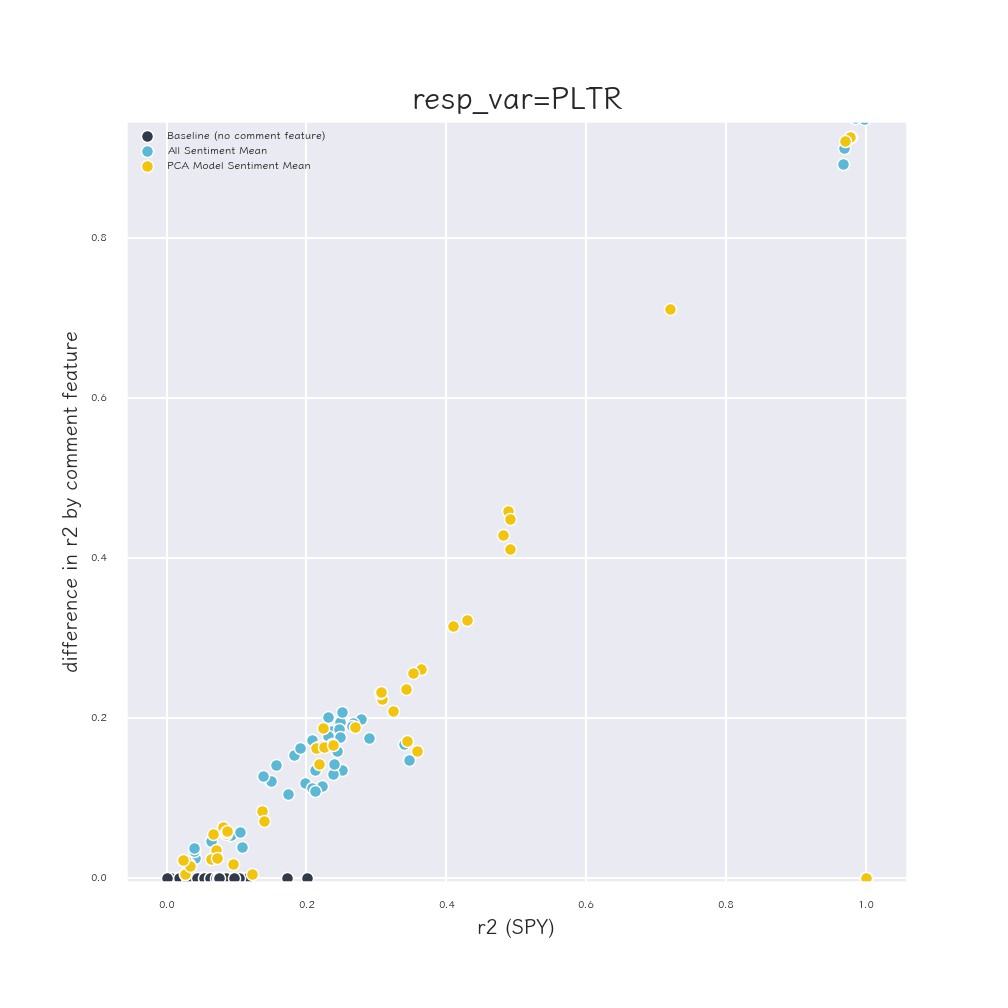 resp_var=PLTR
Baseline (no comment feature)
All Sentiment Mean
PCA Model Sentiment Mean
difference in r2 by comment feature
0.8
0.6
0.4
0.2
0.0
0.0 0.2 0.4 0.6 0.8 1.0
r2 (SPY)